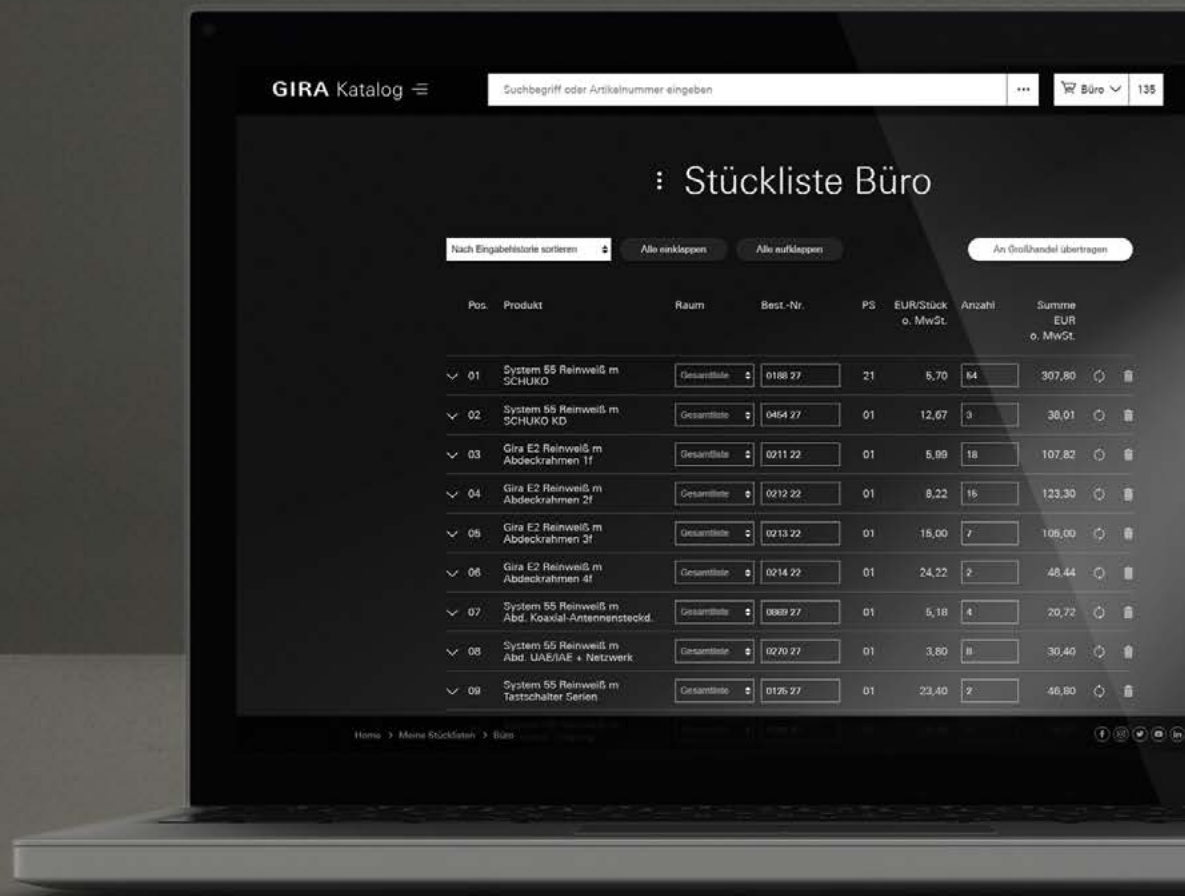 GIRA Katalog
Suchbegriff oder Artikelnummer eingeben ••• Büro 135
Stückliste Büro
Nach Eingabehistorie sortieren Alle einklappen Alle aufklappen An Großhandel übertragen
Pos. Produkt Raum Best.-Nr. PS EUR/Stück Anzahl Summe
o. MwSt. EUR
o. MwSt.
01 System 55 Reinweiß m Gesamtliste 0188 27 21 5,70 54 307,80
SCHUKO
02 System 55 Reinweiß m Gesamtliste 0454 27 01 12,67 3 38,01
SCHUKO KD
03 Gira E2 Reinweiß m Gesamtliste 0211 22 01 5,99 18 107,82
Abdeckrahmen 1f
04 Gira E2 Reinweiß m Gesamtliste 0212 22 01 8,22 15 123,30
Abdeckrahmen 2f
05 Gira E2 Reinweiß m Gesamtliste 0213 22 01 15,00 7 105,00
Abdeckrahmen 3f
06 Gira E2 Reinweiß m Gesamtliste 0214 22 01 24,22 2 48,44
Abdeckrahmen 4f
07 System 55 Reinweiß m Gesamtliste 0869 27 01 5,18 4 20,72
Abd. Koaxial-Antennensteckd.
08 System 55 Reinweiß m Gesamtliste 0270 27 01 3,80 8 30,40
Abd. UAE/IAE + Netzwerk
09 System 55 Reinweiß m Gesamtliste 0125 27 01 23,40 2 46,80
Tastschalter Serien
Home > Meine Stücklisten > Büro